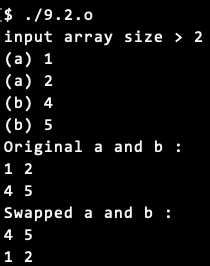 $ ./9.2.o
input array size > 2
(a) 1
(a) 2
(b) 4
(b) 5
Original a and b :
1 2
4 5
Swapped a and b :
4 5
1 2